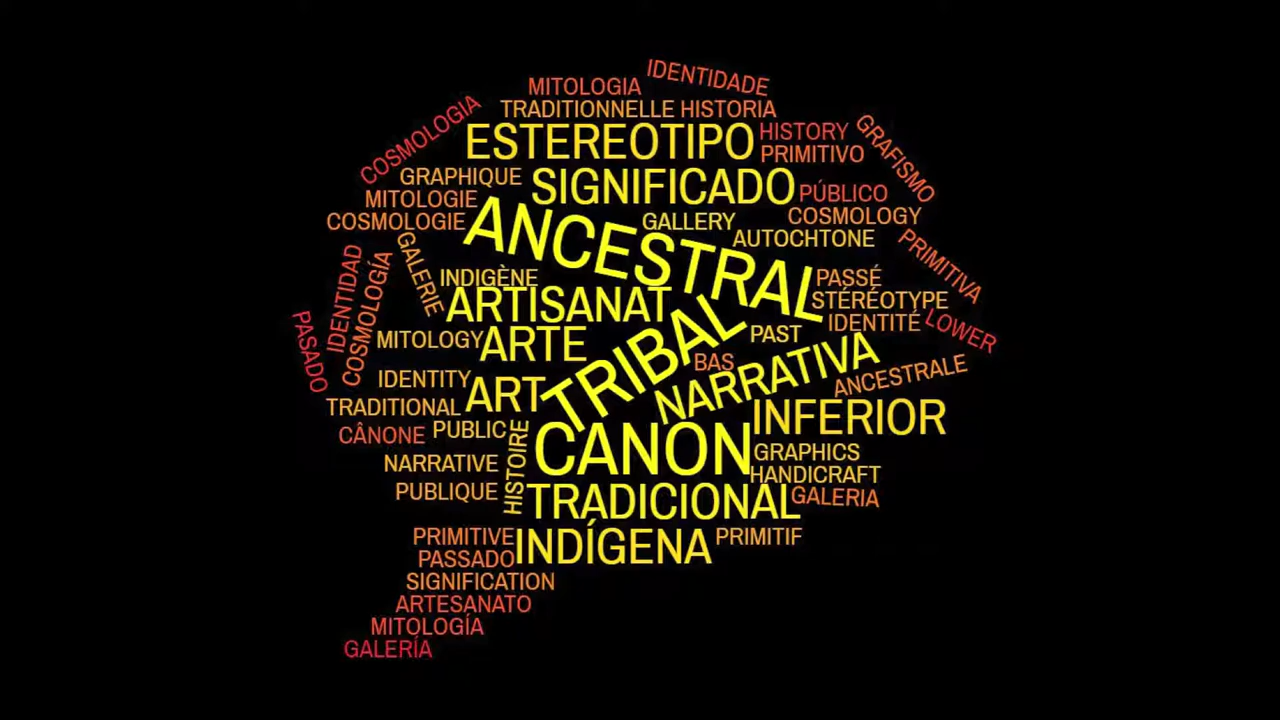 IDENTIDADE
MITOLOGIA
TRADITIONNELLE
HISTORIA
COSMOLOGIA
ESTEREOTIPO
HISTORY
PRIMITIVO
GRAFISMO
GRAPHIQUE
SIGNIFICADO
PÚBLICO
MITOLOGIE
COSMOLOGIE
ANCESTRAL
GALLERY
COSMOLOGY
AUTOCHTONE
PRIMITIVA
GALERIE
INDIGÈNE
PASSÉ
IDENTIDAD
COSMOLOGÍA
ARTISANAT
STÉRÉOTYPE
IDENTITÉ
LOWER
PASADO
MITOLOGY
ARTE
TRIBAL
PAST
BAS
NARRATIVA
ANCESTRALE
IDENTITY
ART
TRADITIONAL
INFERIOR
CÂNONE
PUBLIC
HISTOIRE
CANON
GRAPHICS
NARRATIVE
HANDICRAFT
PUBLIQUE
TRADICIONAL
GALERIA
PRIMITIVE
INDÍGENA
PRIMITIF
PASSADO
SIGNIFICATION
ARTESANATO
MITOLOGÍA
GALERÍA